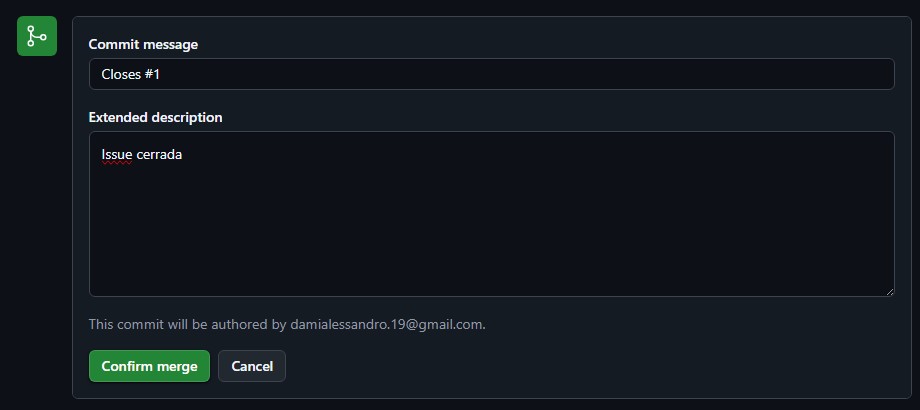 Commit message
Closes #1
Extended description
Issue cerrada
This commit will be authored by damialessandro.19@gmail.com.
Confirm merge
Cancel